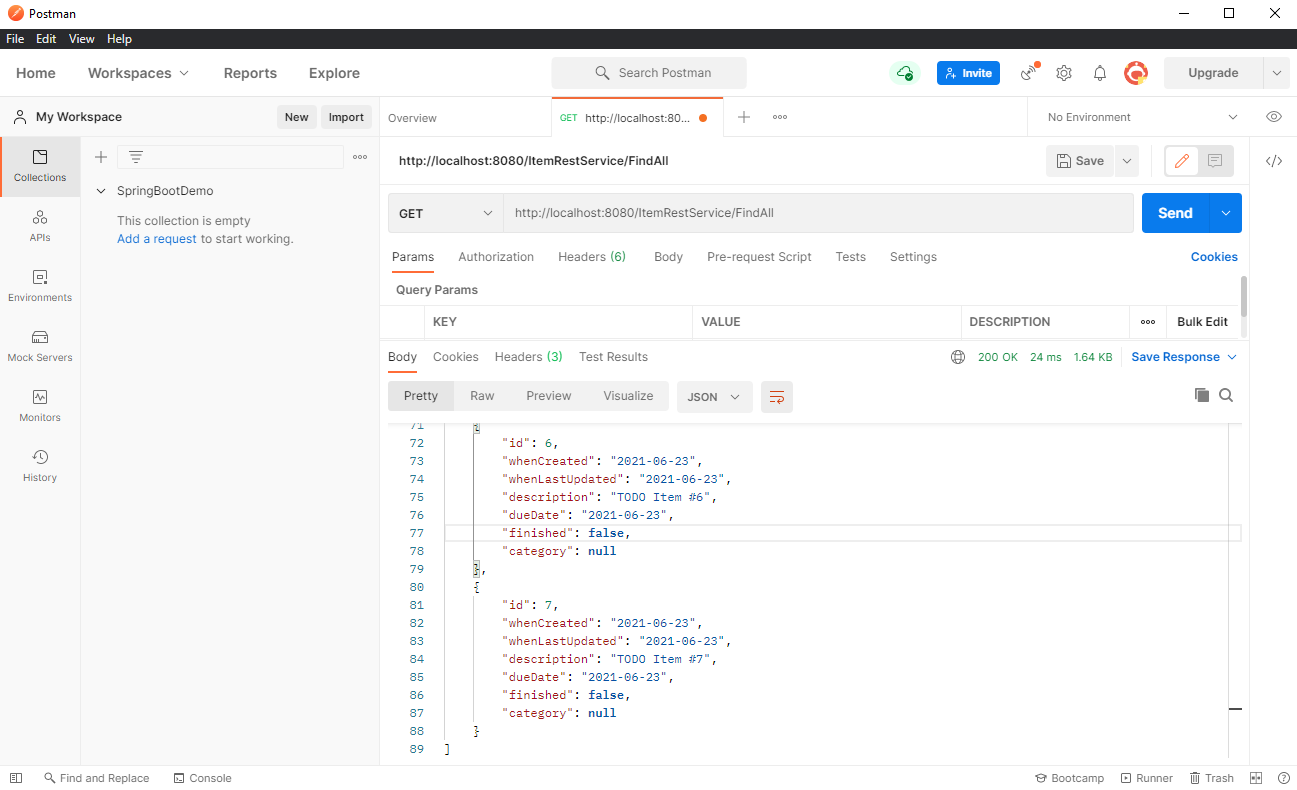 Postman
File Edit View Help
Home Workspaces Reports Explore Search Postman Invite Upgrade
My Workspace New Import
Overview GET http://localhost:80... No Environment
Collections
APIs
Environments
Mock Servers
Monitors
History
SpringBootDemo
This collection is empty
Add a request to start working.
http://localhost:8080/ItemRestService/FindAll Save
GET http://localhost:8080/ItemRestService/FindAll Send
Params Authorization Headers (6) Body Pre-request Script Tests Settings Cookies
Query Params
KEY VALUE DESCRIPTION Bulk Edit
Body Cookies Headers (3) Test Results 200 OK 24 ms 1.64 KB Save Response
Pretty Raw Preview Visualize JSON
71 {
72 "id": 6,
73 "whenCreated": "2021-06-23",
74 "whenLastUpdated": "2021-06-23",
75 "description": "TODO Item #6",
76 "dueDate": "2021-06-23",
77 "finished": false,
78 "category": null
79 },
80 {
81 "id": 7,
82 "whenCreated": "2021-06-23",
83 "whenLastUpdated": "2021-06-23",
84 "description": "TODO Item #7",
85 "dueDate": "2021-06-23",
86 "finished": false,
87 "category": null
88 }
89 ]
Find and Replace Console Bootcamp Runner Trash